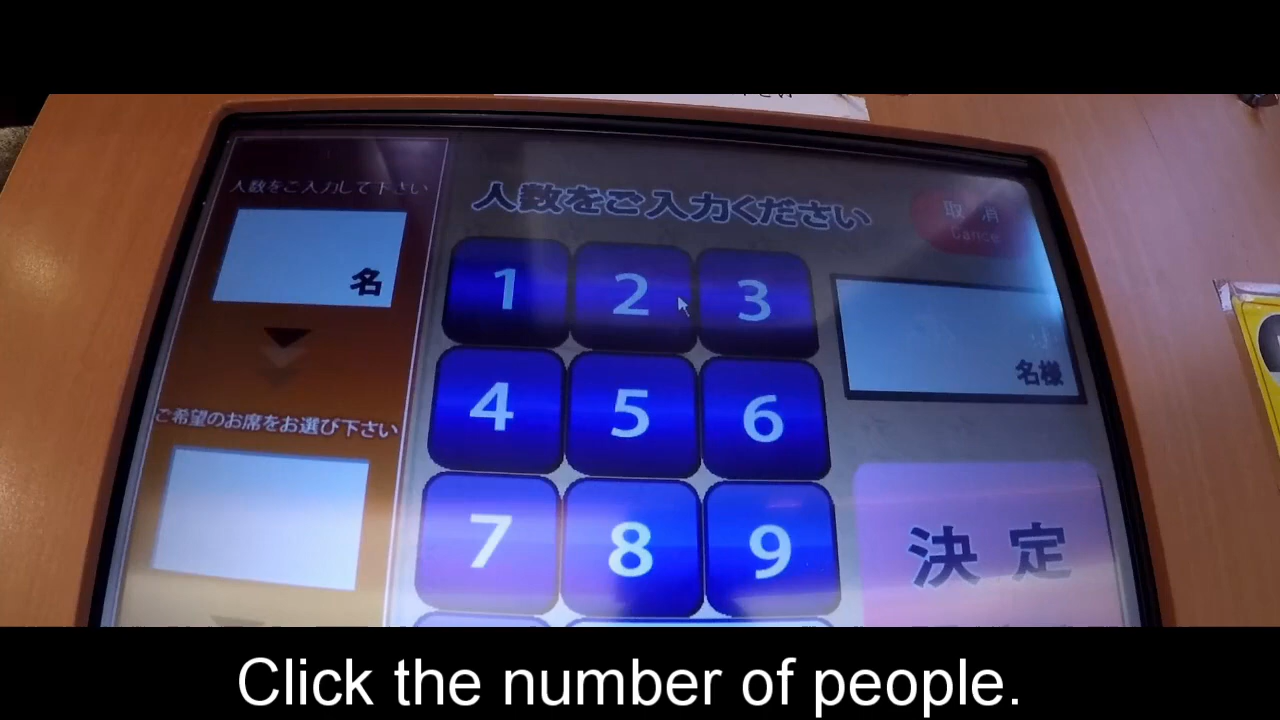 人数をご入力して下さい
名
ご希望のお席をお選び下さい
人数をご入力ください
取 消
Cance
1 2 3
4 5 6
7 8 9
名様
決 定
Click the number of people.